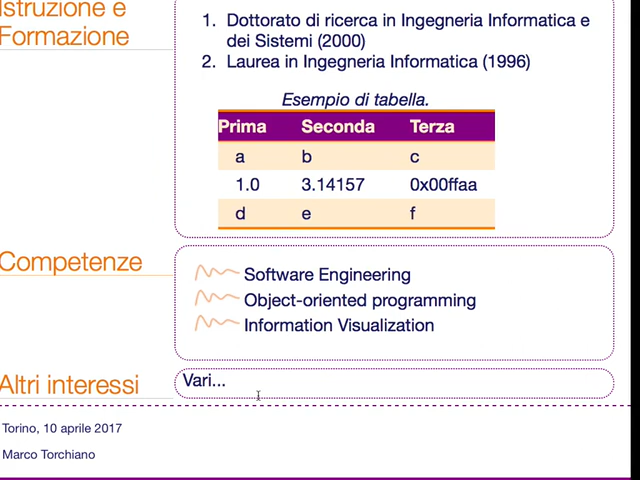 Istruzione e
Formazione
1. Dottorato di ricerca in Ingegneria Informatica e
dei Sistemi (2000)
2. Laurea in Ingegneria Informatica (1996)
Esempio di tabella.
Prima Seconda Terza
a b c
1.0 3.14157 0x00ffaa
d e f
Competenze
Software Engineering
Object-oriented programming
Information Visualization
Altri interessi
Vari...
Torino, 10 aprile 2017
Marco Torchiano